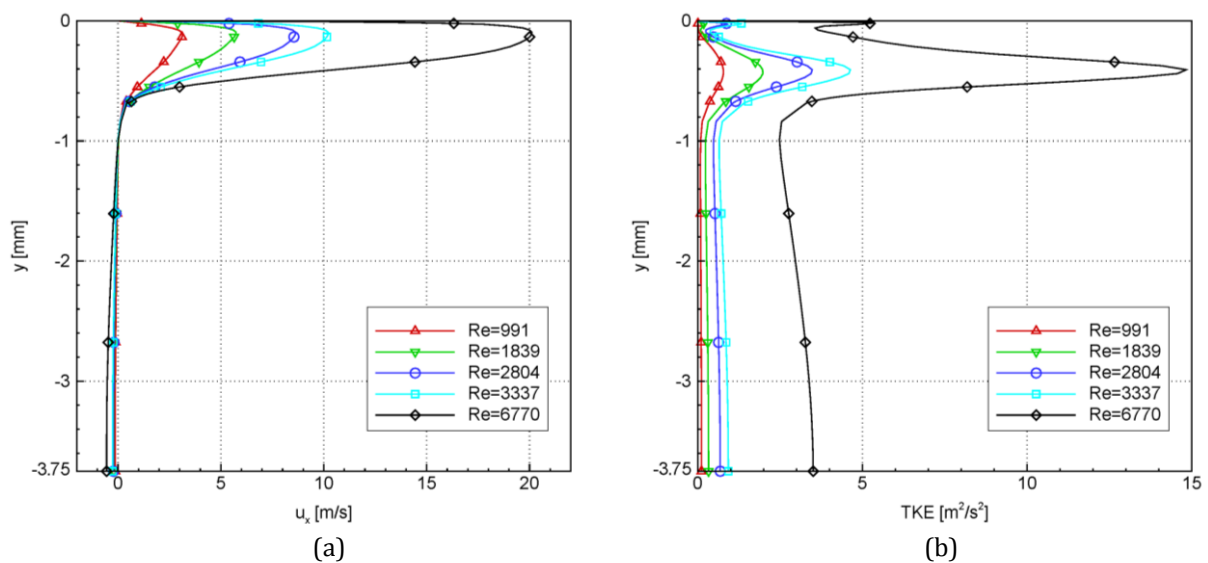 0
-1
-2
-3
-3.75
y [mm]
0 5 10 15 20
uₓ [m/s]
Re=991
Re=1839
Re=2804
Re=3337
Re=6770
(a)
0
-1
-2
-3
-3.75
y [mm]
0 5 10 15
TKE [m²/s²]
Re=991
Re=1839
Re=2804
Re=3337
Re=6770
(b)